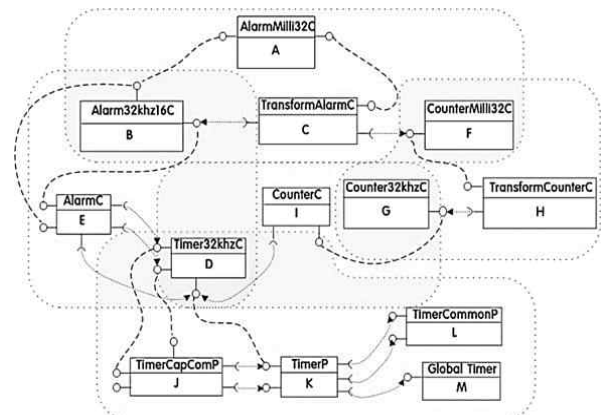 AlarmMilli32C
A
Alarm32khz16C
B
TransformAlarmC
C
CounterMilli32C
F
AlarmC
E
CounterC
I
Counter32khzC
G
TransformCounterC
H
Timer32khzC
D
TimerCapComP
J
TimerP
K
TimerCommonP
L
Global Timer
M